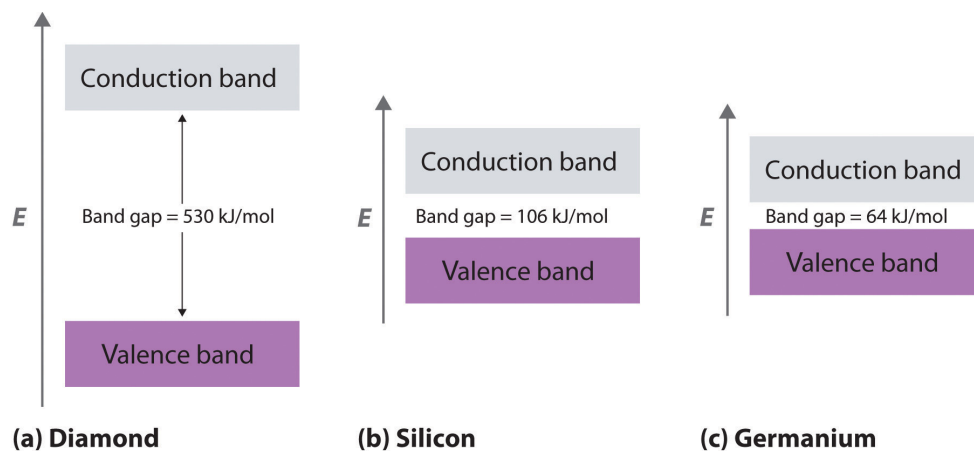 Conduction band
E
Band gap = 530 kJ/mol
Valence band
(a) Diamond
Conduction band
E
Band gap = 106 kJ/mol
Valence band
(b) Silicon
Conduction band
E
Band gap = 64 kJ/mol
Valence band
(c) Germanium